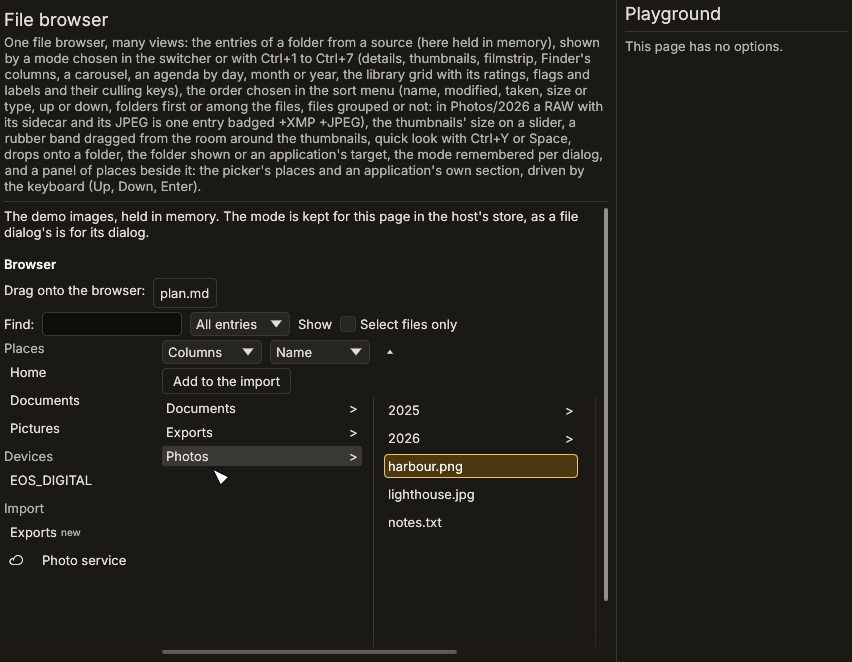 File browser
One file browser, many views: the entries of a folder from a source (here held in memory), shown
by a mode chosen in the switcher or with Ctrl+1 to Ctrl+7 (details, thumbnails, filmstrip, Finder's
columns, a carousel, an agenda by day, month or year, the library grid with its ratings, flags and
labels and their culling keys), the order chosen in the sort menu (name, modified, taken, size or
type, up or down, folders first or among the files, files grouped or not: in Photos/2026 a RAW with
its sidecar and its JPEG is one entry badged +XMP +JPEG), the thumbnails' size on a slider, a
rubber band dragged from the room around the thumbnails, quick look with Ctrl+Y or Space,
drops onto a folder, the folder shown or an application's target, the mode remembered per dialog,
and a panel of places beside it: the picker's places and an application's own section, driven by
the keyboard (Up, Down, Enter).
The demo images, held in memory. The mode is kept for this page in the host's store, as a file
dialog's is for its dialog.
Browser
Drag onto the browser: plan.md
Find: All entries Show Select files only
Places
Home
Documents
Pictures
Devices
EOS_DIGITAL
Import
Exports new
Photo service
Columns Name
Add to the import
Documents >
Exports >
Photos >
2025 >
2026 >
harbour.png
lighthouse.jpg
notes.txt
Playground
This page has no options.